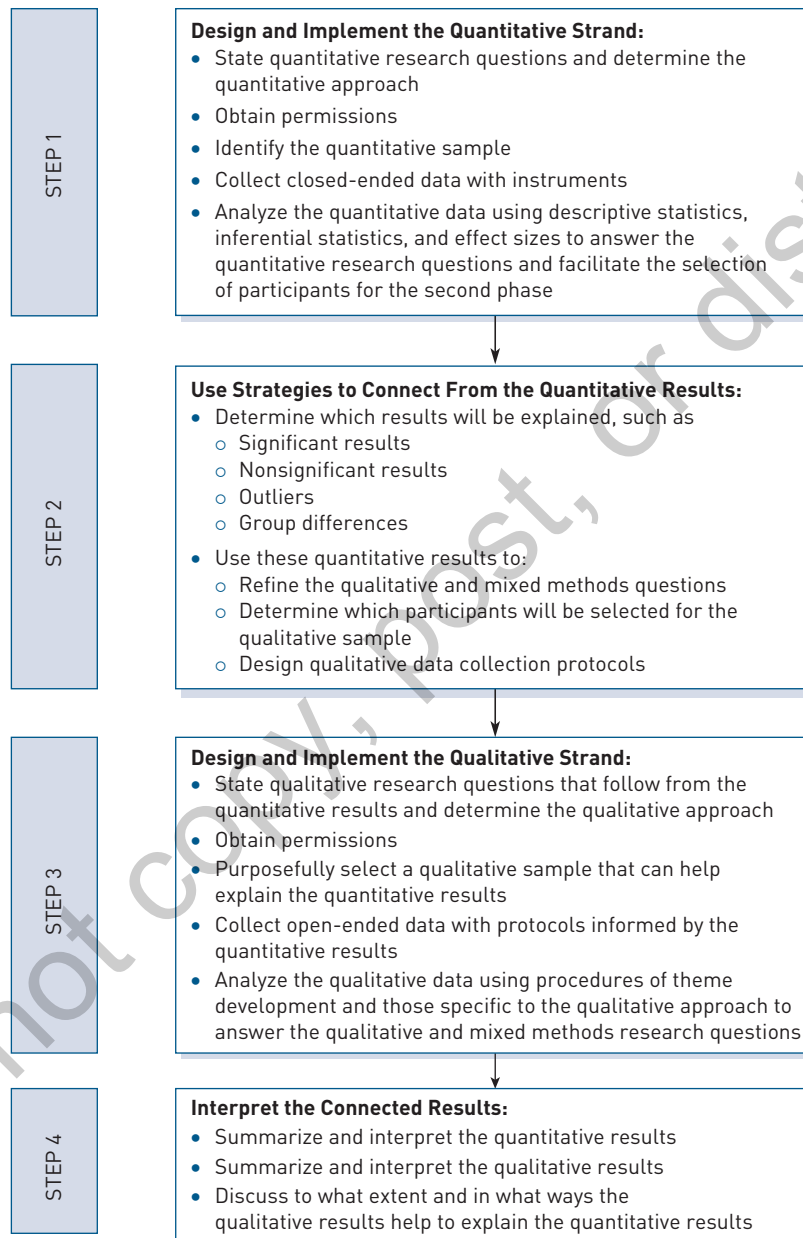 STEP 1
Design and Implement the Quantitative Strand:
• State quantitative research questions and determine the
quantitative approach
• Obtain permissions
• Identify the quantitative sample
• Collect closed-ended data with instruments
• Analyze the quantitative data using descriptive statistics,
inferential statistics, and effect sizes to answer the
quantitative research questions and facilitate the selection
of participants for the second phase
STEP 2
Use Strategies to Connect From the Quantitative Results:
• Determine which results will be explained, such as
○ Significant results
○ Nonsignificant results
○ Outliers
○ Group differences
• Use these quantitative results to:
○ Refine the qualitative and mixed methods questions
○ Determine which participants will be selected for the
qualitative sample
○ Design qualitative data collection protocols
STEP 3
Design and Implement the Qualitative Strand:
• State qualitative research questions that follow from the
quantitative results and determine the qualitative approach
• Obtain permissions
• Purposefully select a qualitative sample that can help
explain the quantitative results
• Collect open-ended data with protocols informed by the
quantitative results
• Analyze the qualitative data using procedures of theme
development and those specific to the qualitative approach to
answer the qualitative and mixed methods research questions
STEP 4
Interpret the Connected Results:
• Summarize and interpret the quantitative results
• Summarize and interpret the qualitative results
• Discuss to what extent and in what ways the
qualitative results help to explain the quantitative results
not copy, post, or dist